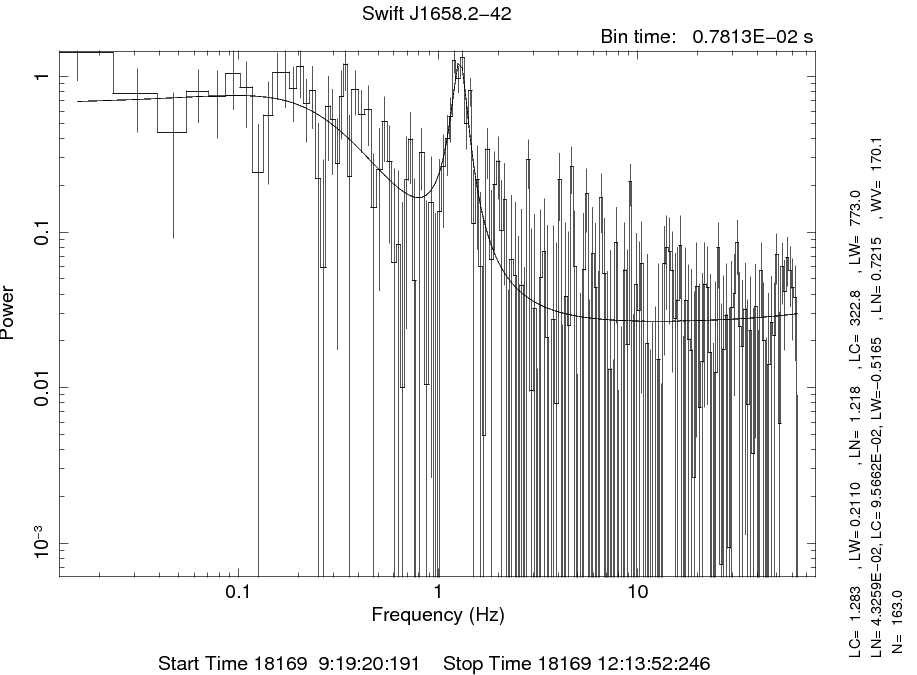 Swift J1658.2−42
Bin time: 0.7813E−02 s
Power
1
0.1
0.01
10−3
0.1 1 10
Frequency (Hz)
Start Time 18169 9:19:20:191 Stop Time 18169 12:13:52:246
LC= 1.283 , LW= 0.2110 , LN= 1.218 , LC= 322.8 , LW= 773.0
LN= 4.3259E−02, LC= 9.5662E−02, LW=−0.5165 , LN= 0.7215 , WV= 170.1
N= 163.0